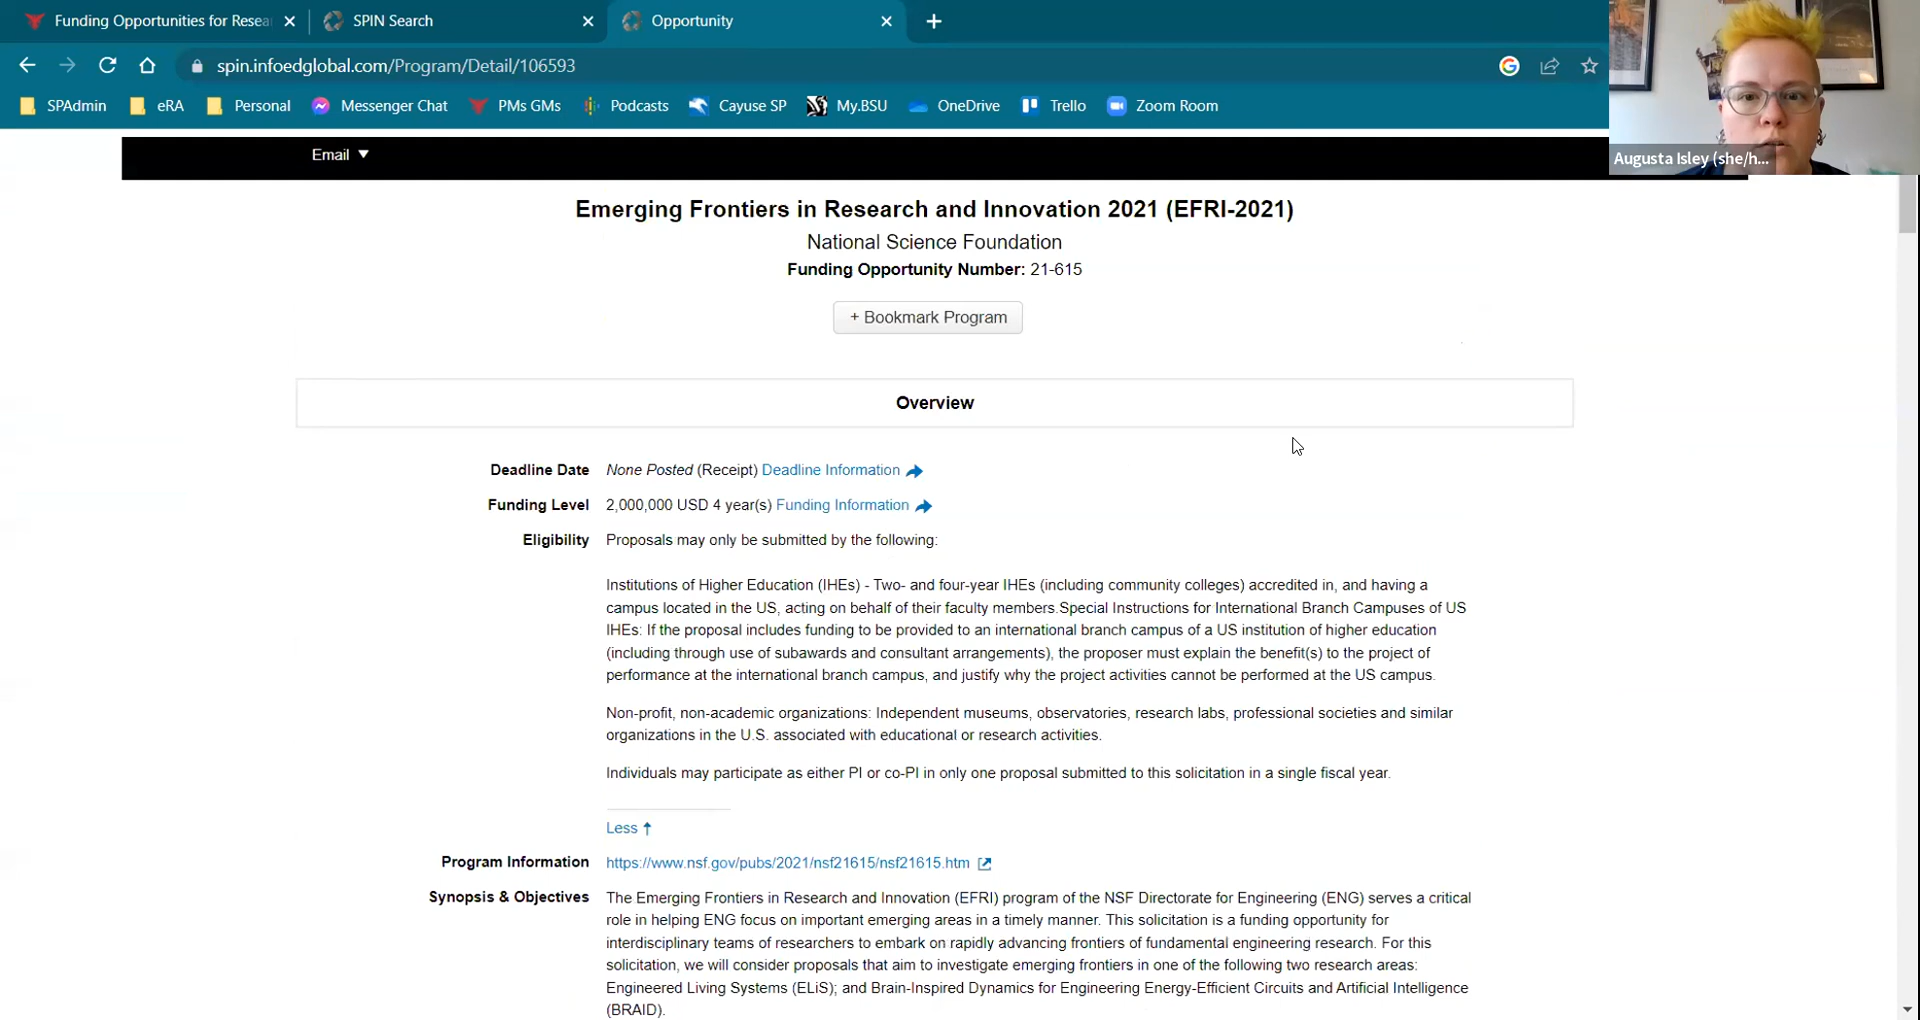 Funding Opportunities for Resea
SPIN Search
Opportunity
spin.infoedglobal.com/Program/Detail/106593
SPAdmin
eRA
Personal
Messenger Chat
PMs GMs
Podcasts
Cayuse SP
My.BSU
OneDrive
Trello
Zoom Room
Augusta Isley (she/h...
Email ▼
Emerging Frontiers in Research and Innovation 2021 (EFRI-2021)
National Science Foundation
Funding Opportunity Number: 21-615
+ Bookmark Program
Overview
Deadline Date None Posted (Receipt) Deadline Information
Funding Level 2,000,000 USD 4 year(s) Funding Information
Eligibility Proposals may only be submitted by the following:
Institutions of Higher Education (IHEs) - Two- and four-year IHEs (including community colleges) accredited in, and having a
campus located in the US, acting on behalf of their faculty members.Special Instructions for International Branch Campuses of US
IHEs: If the proposal includes funding to be provided to an international branch campus of a US institution of higher education
(including through use of subawards and consultant arrangements), the proposer must explain the benefit(s) to the project of
performance at the international branch campus, and justify why the project activities cannot be performed at the US campus.
Non-profit, non-academic organizations: Independent museums, observatories, research labs, professional societies and similar
organizations in the U.S. associated with educational or research activities.
Individuals may participate as either PI or co-PI in only one proposal submitted to this solicitation in a single fiscal year.
Less ↑
Program Information https://www.nsf.gov/pubs/2021/nsf21615/nsf21615.htm
Synopsis & Objectives The Emerging Frontiers in Research and Innovation (EFRI) program of the NSF Directorate for Engineering (ENG) serves a critical
role in helping ENG focus on important emerging areas in a timely manner. This solicitation is a funding opportunity for
interdisciplinary teams of researchers to embark on rapidly advancing frontiers of fundamental engineering research. For this
solicitation, we will consider proposals that aim to investigate emerging frontiers in one of the following two research areas:
Engineered Living Systems (ELiS); and Brain-Inspired Dynamics for Engineering Energy-Efficient Circuits and Artificial Intelligence
(BRAID).